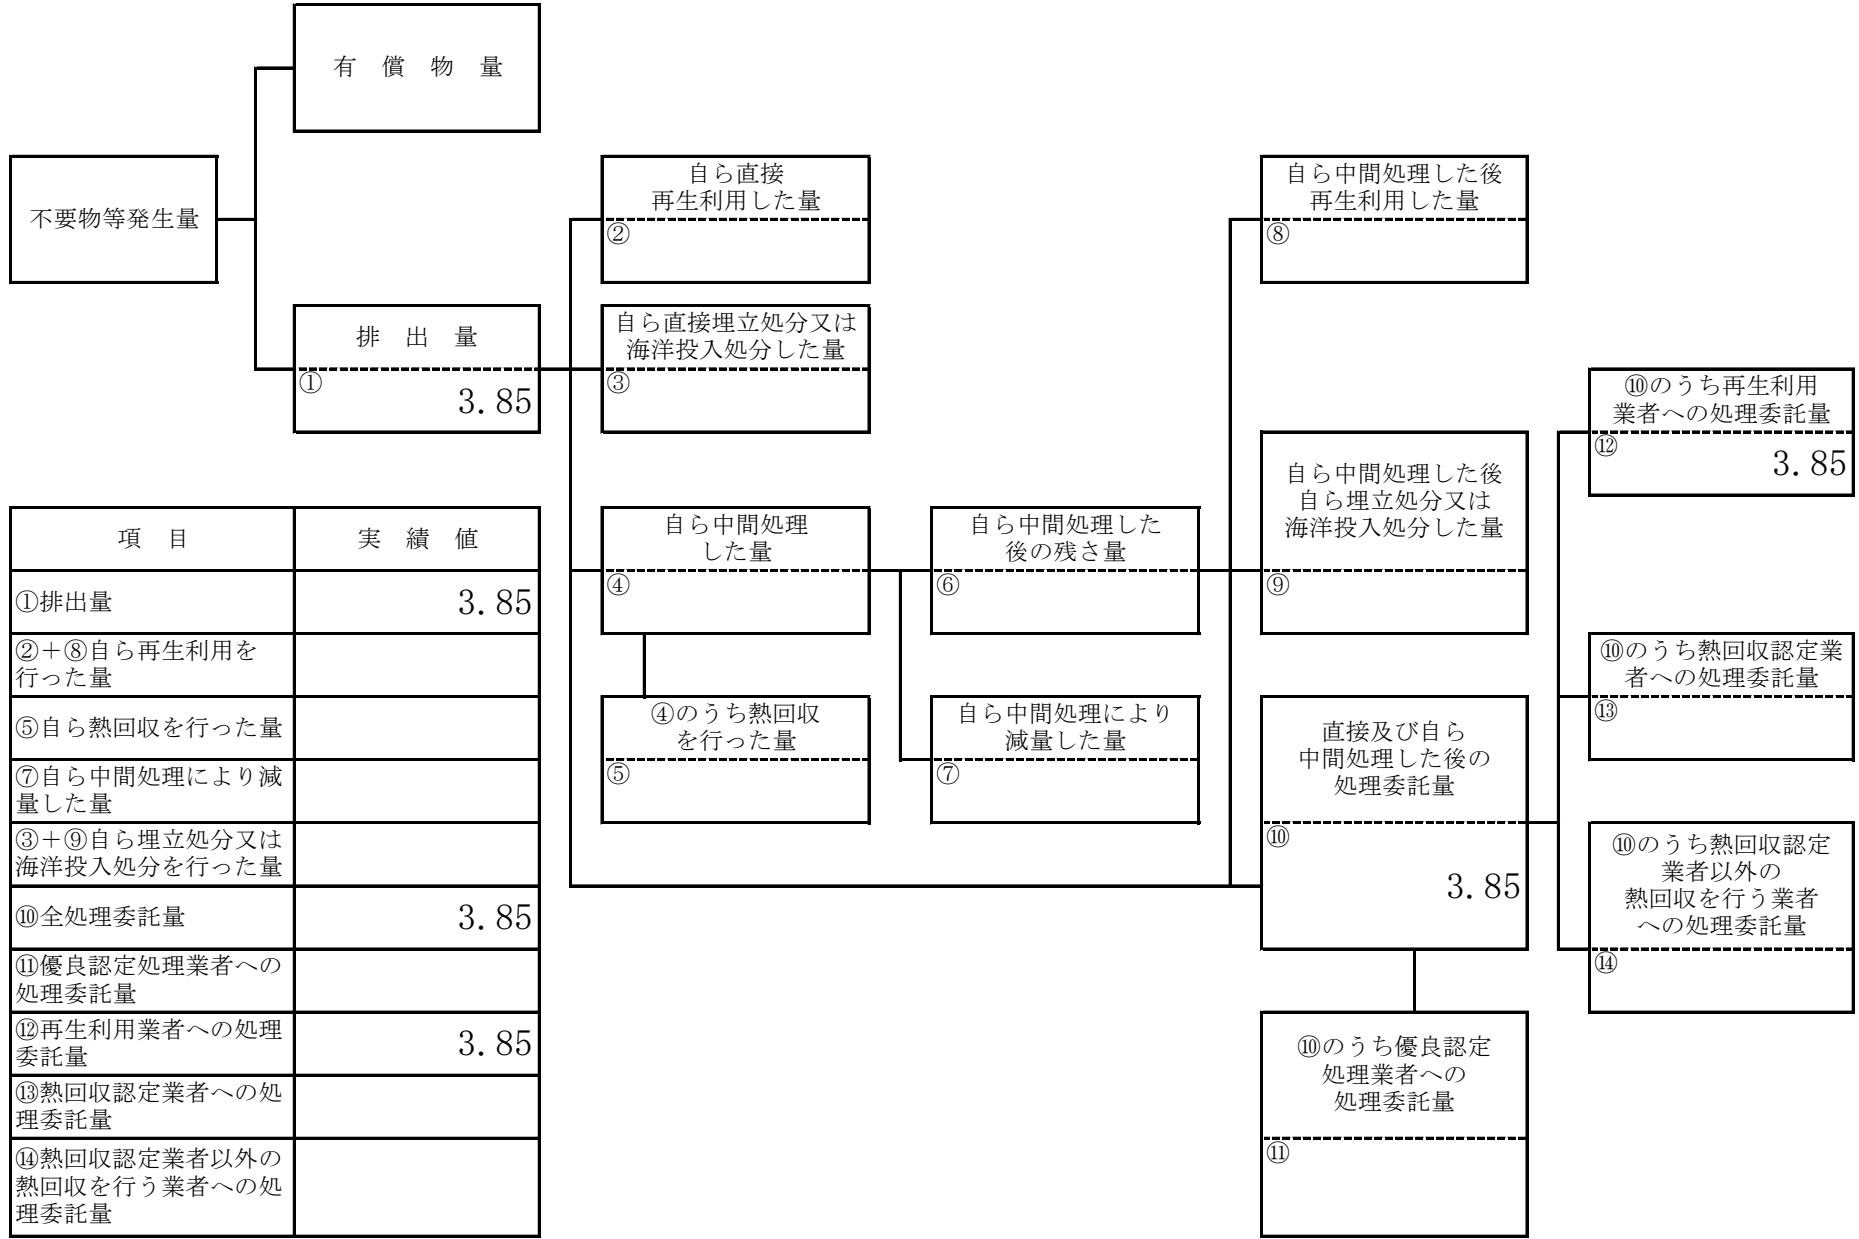 有　償　物　量
不要物等発生量
排　出　量
①
3.85
自ら直接
再生利用した量
②
自ら直接埋立処分又は
海洋投入処分した量
③
自ら中間処理
した量
④
④のうち熱回収
を行った量
⑤
自ら中間処理した
後の残さ量
⑥
自ら中間処理により
減量した量
⑦
自ら中間処理した後
再生利用した量
⑧
自ら中間処理した後
自ら埋立処分又は
海洋投入処分した量
⑨
直接及び自ら
中間処理した後の
処理委託量
⑩
3.85
⑩のうち優良認定
処理業者への
処理委託量
⑪
⑩のうち再生利用
業者への処理委託量
⑫
3.85
⑩のうち熱回収認定業
者への処理委託量
⑬
⑩のうち熱回収認定
業者以外の
熱回収を行う業者
への処理委託量
⑭
項　目　実　績　値
①排出量　3.85
②＋⑧自ら再生利用を
行った量
⑤自ら熱回収を行った量
⑦自ら中間処理により減
量した量
③＋⑨自ら埋立処分又は
海洋投入処分を行った量
⑩全処理委託量　3.85
⑪優良認定処理業者への
処理委託量
⑫再生利用業者への処理
委託量　3.85
⑬熱回収認定業者への処
理委託量
⑭熱回収認定業者以外の
熱回収を行う業者への処
理委託量